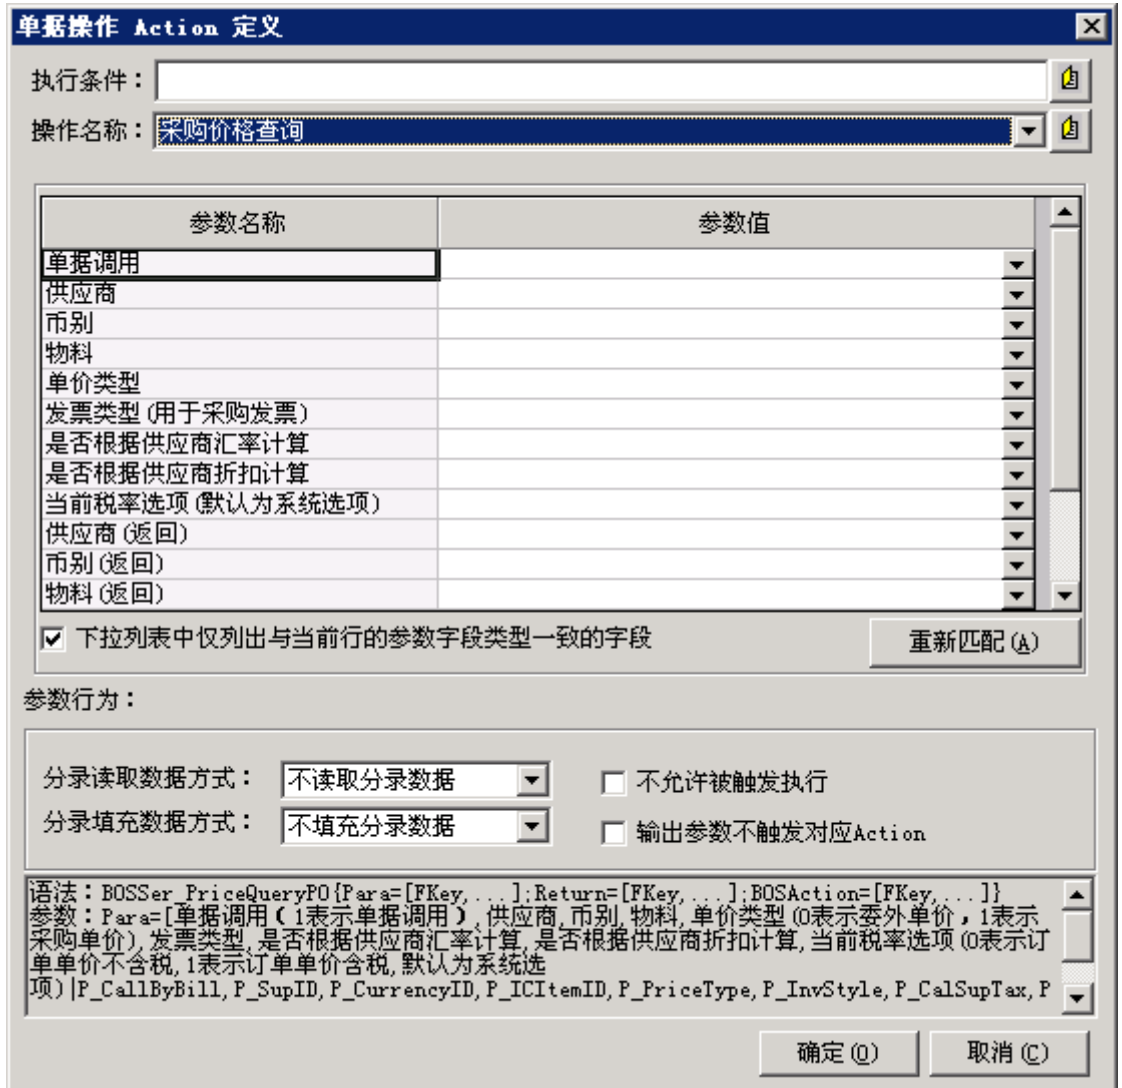 单据操作 Action 定义
执行条件：
操作名称：采购价格查询
参数名称 参数值
单据调用
供应商
币别
物料
单价类型
发票类型(用于采购发票)
是否根据供应商汇率计算
是否根据供应商折扣计算
当前税率选项(默认为系统选项)
供应商(返回)
币别(返回)
物料(返回)
下拉列表中仅列出与当前行的参数字段类型一致的字段
重新匹配(A)
参数行为：
分录读取数据方式： 不读取分录数据 不允许被触发执行
分录填充数据方式： 不填充分录数据 输出参数不触发对应Action
语法：BOSSer_PriceQueryPO{Para=[FKey,...];Return=[FKey,...];BOSAction=[FKey,...]}
参数：Para=[单据调用（1表示单据调用）,供应商,币别,物料,单价类型(0表示委外单价，1表示
采购单价),发票类型,是否根据供应商汇率计算,是否根据供应商折扣计算,当前税率选项(0表示订
单单价不含税,1表示订单单价含税,默认为系统选
项)|P_CallByBill,P_SupID,P_CurrencyID,P_ICItemID,P_PriceType,P_InvStyle,P_CalSupTax,P
确定(O) 取消(C)